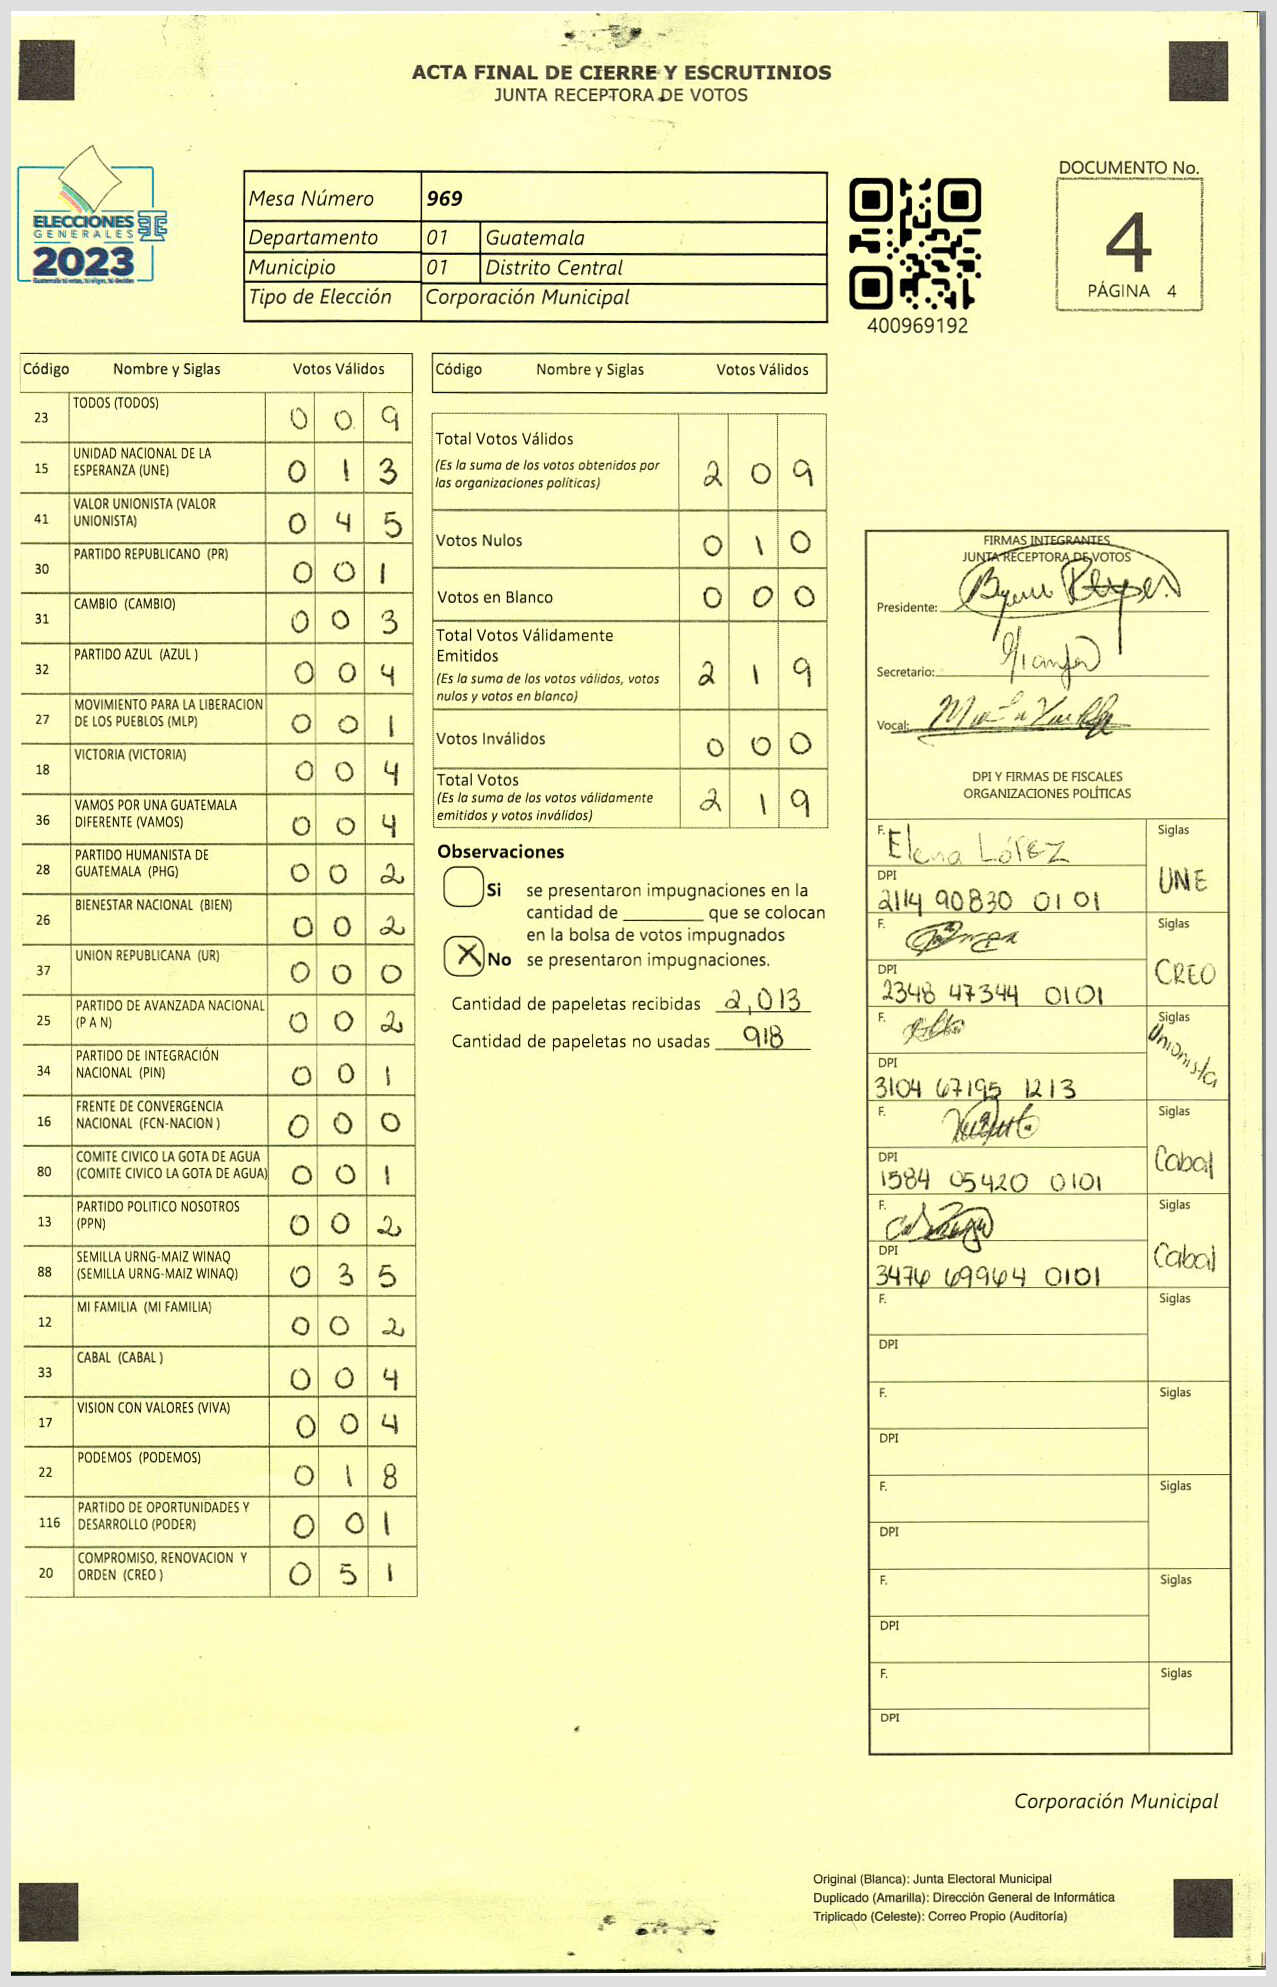 ACTA FINAL DE CIERRE Y ESCRUTINIOS
JUNTA RECEPTORA DE VOTOS
ELECCIONES
GENERALES
2023
Mesa Número 969
Departamento 01 Guatemala
Municipio 01 Distrito Central
Tipo de Elección Corporación Municipal
400969192
DOCUMENTO No.
4
PÁGINA 4
Código Nombre y Siglas Votos Válidos
23 TODOS (TODOS) 0 0 9
15 UNIDAD NACIONAL DE LA ESPERANZA (UNE) 0 1 3
41 VALOR UNIONISTA (VALOR UNIONISTA) 0 4 5
30 PARTIDO REPUBLICANO (PR) 0 0 1
31 CAMBIO (CAMBIO) 0 0 3
32 PARTIDO AZUL (AZUL ) 0 0 4
27 MOVIMIENTO PARA LA LIBERACION DE LOS PUEBLOS (MLP) 0 0 1
18 VICTORIA (VICTORIA) 0 0 4
36 VAMOS POR UNA GUATEMALA DIFERENTE (VAMOS) 0 0 4
28 PARTIDO HUMANISTA DE GUATEMALA (PHG) 0 0 2
26 BIENESTAR NACIONAL (BIEN) 0 0 2
37 UNION REPUBLICANA (UR) 0 0 0
25 PARTIDO DE AVANZADA NACIONAL (P A N) 0 0 2
34 PARTIDO DE INTEGRACIÓN NACIONAL (PIN) 0 0 1
16 FRENTE DE CONVERGENCIA NACIONAL (FCN-NACION ) 0 0 0
80 COMITE CIVICO LA GOTA DE AGUA (COMITE CIVICO LA GOTA DE AGUA) 0 0 1
13 PARTIDO POLITICO NOSOTROS (PPN) 0 0 2
88 SEMILLA URNG-MAIZ WINAQ (SEMILLA URNG-MAIZ WINAQ) 0 3 5
12 MI FAMILIA (MI FAMILIA) 0 0 2
33 CABAL (CABAL ) 0 0 4
17 VISION CON VALORES (VIVA) 0 0 4
22 PODEMOS (PODEMOS) 0 1 8
116 PARTIDO DE OPORTUNIDADES Y DESARROLLO (PODER) 0 0 1
20 COMPROMISO, RENOVACION Y ORDEN (CREO ) 0 5 1
Código Nombre y Siglas Votos Válidos
Total Votos Válidos 2 0 9
(Es la suma de los votos obtenidos por
las organizaciones políticas)
Votos Nulos 0 1 0
Votos en Blanco 0 0 0
Total Votos Válidamente
Emitidos 2 1 9
(Es la suma de los votos válidos, votos
nulos y votos en blanco)
Votos Inválidos 0 0 0
Total Votos 2 1 9
(Es la suma de los votos válidamente
emitidos y votos inválidos)
Observaciones
Si se presentaron impugnaciones en la
cantidad de ________ que se colocan
en la bolsa de votos impugnados
X No se presentaron impugnaciones.
Cantidad de papeletas recibidas 2,013
Cantidad de papeletas no usadas 918
FIRMAS INTEGRANTES
JUNTA RECEPTORA DE VOTOS
Presidente:
Secretario:
Vocal:
DPI Y FIRMAS DE FISCALES
ORGANIZACIONES POLÍTICAS
F. Elena López Siglas
DPI 2114 90830 0101 UNE
F. Siglas
DPI 2348 47344 0101 CREO
F. Siglas
DPI 3104 67195 1213 Unionista
F. Siglas
DPI 1584 05420 0101 Cabal
F. Siglas
DPI 3476 69964 0101 Cabal
F. Siglas
DPI
F. Siglas
DPI
F. Siglas
DPI
F. Siglas
DPI
F. Siglas
DPI
Corporación Municipal
Original (Blanca): Junta Electoral Municipal
Duplicado (Amarilla): Dirección General de Informática
Triplicado (Celeste): Correo Propio (Auditoría)